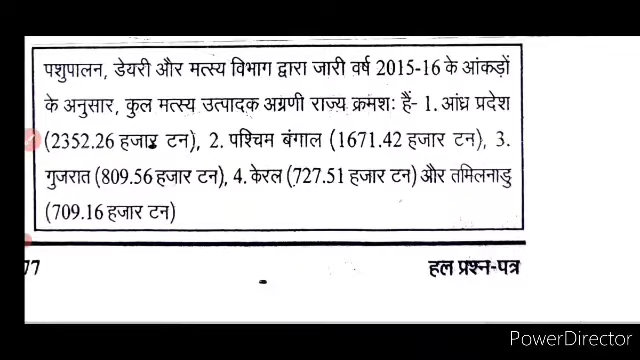 पशुपालन, डेयरी और मत्स्य विभाग द्वारा जारी वर्ष 2015-16 के आंकड़ों
के अनुसार, कुल मत्स्य उत्पादक अग्रणी राज्य क्रमश: हैं- 1. आंध्र प्रदेश
(2352.26 हजार टन), 2. पश्चिम बंगाल (1671.42 हजार टन), 3.
गुजरात (809.56 हजार टन), 4. केरल (727.51 हजार टन) और तमिलनाडु
(709.16 हजार टन)
77 हल प्रश्न-पत्र
PowerDirector